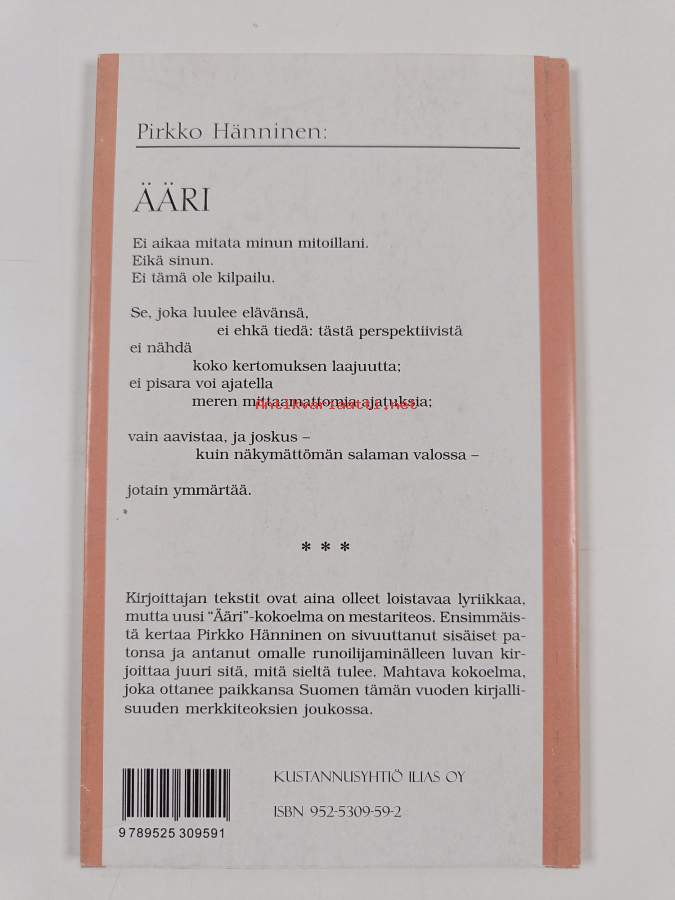 Pirkko Hänninen:
ÄÄRI
Ei aikaa mitata minun mitoillani.
Eikä sinun.
Ei tämä ole kilpailu.
Se, joka luulee elävänsä,
ei ehkä tiedä: tästä perspektiivistä
ei nähdä
koko kertomuksen laajuutta;
ei pisara voi ajatella
meren mittaamattomia ajatuksia;
Antikvariaatti.net
vain aavistaa, ja joskus –
kuin näkymättömän salaman valossa –
jotain ymmärtää.
* * *
Kirjoittajan tekstit ovat aina olleet loistavaa lyriikkaa,
mutta uusi "Ääri"-kokoelma on mestariteos. Ensimmäis-
tä kertaa Pirkko Hänninen on sivuuttanut sisäiset pa-
tonsa ja antanut omalle runoilijaminälleen luvan kir-
joittaa juuri sitä, mitä sieltä tulee. Mahtava kokoelma,
joka ottanee paikkansa Suomen tämän vuoden kirjalli-
suuden merkkiteoksien joukossa.
KUSTANNUSYHTIÖ ILIAS OY
ISBN 952-5309-59-2
9 789525 309591